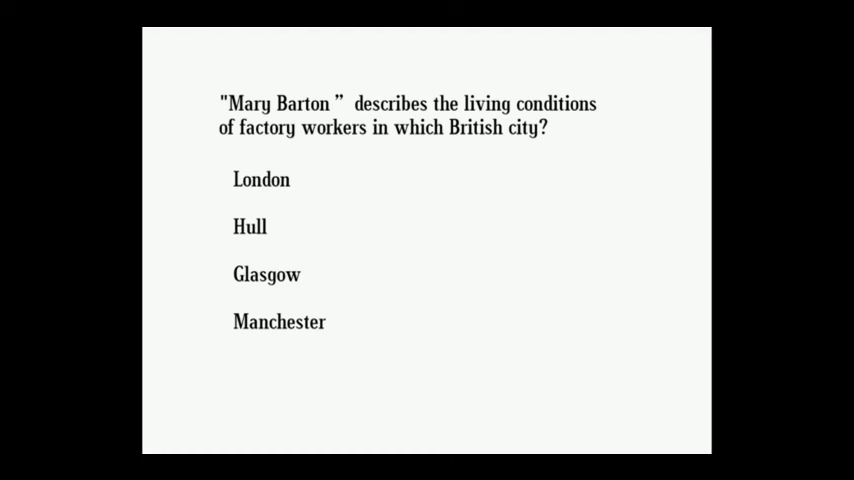 "Mary Barton ” describes the living conditions
of factory workers in which British city?
London
Hull
Glasgow
Manchester